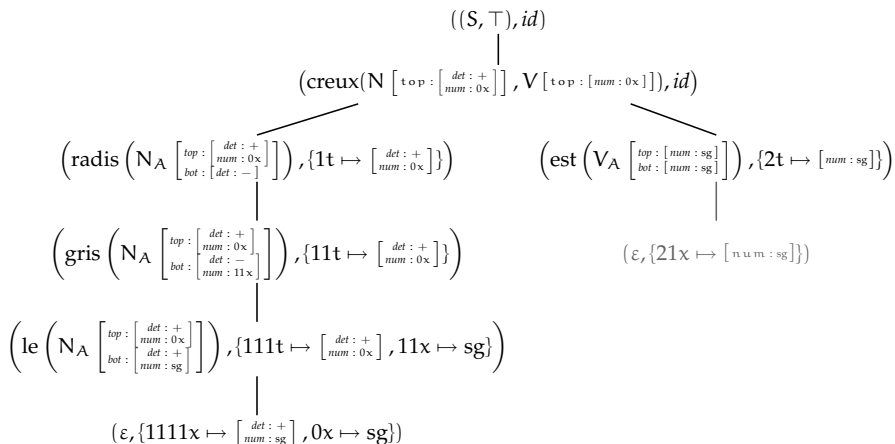 ((S, ⊤), id)
(creux(N [top : [det : + num : 0x]], V [top : [num : 0x]]), id)
(radis (N_A [top : [det : + num : 0x] bot : [det : −]]), {1t ↦ [det : + num : 0x]})
(est (V_A [top : [num : sg] bot : [num : sg]]), {2t ↦ [num : sg]})
(gris (N_A [top : [det : + num : 0x] bot : [det : − num : 11x]]), {11t ↦ [det : + num : 0x]})
(ε, {21x ↦ [num : sg]})
(le (N_A [top : [det : + num : 0x] bot : [det : + num : sg]]), {111t ↦ [det : + num : 0x], 11x ↦ sg})
(ε, {1111x ↦ [det : + num : sg], 0x ↦ sg})